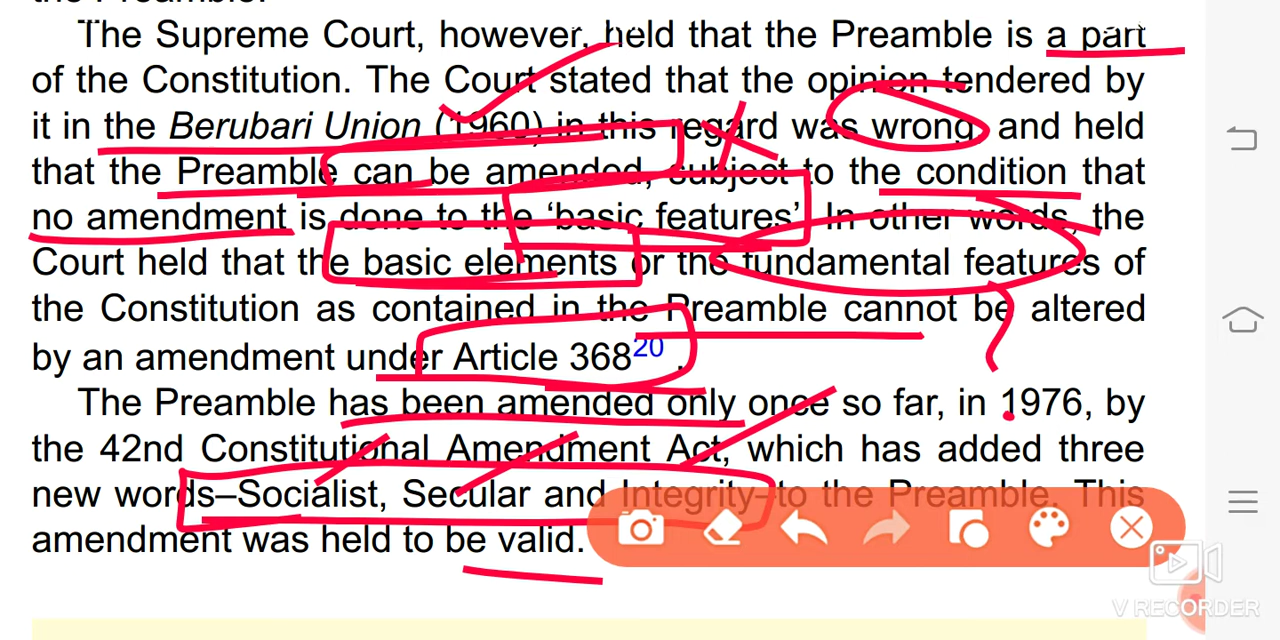 the Preamble.
The Supreme Court, however, held that the Preamble is a part
of the Constitution. The Court stated that the opinion tendered by
it in the Berubari Union (1960) in this regard was wrong, and held
that the Preamble can be amended, subject to the condition that
no amendment is done to the ‘basic features’. In other words, the
Court held that the basic elements or the fundamental features of
the Constitution as contained in the Preamble cannot be altered
by an amendment under Article 368²⁰ .
The Preamble has been amended only once so far, in 1976, by
the 42nd Constitutional Amendment Act, which has added three
new words–Socialist, Secular and Integrity–to the Preamble. This
amendment was held to be valid.
V RECORDER